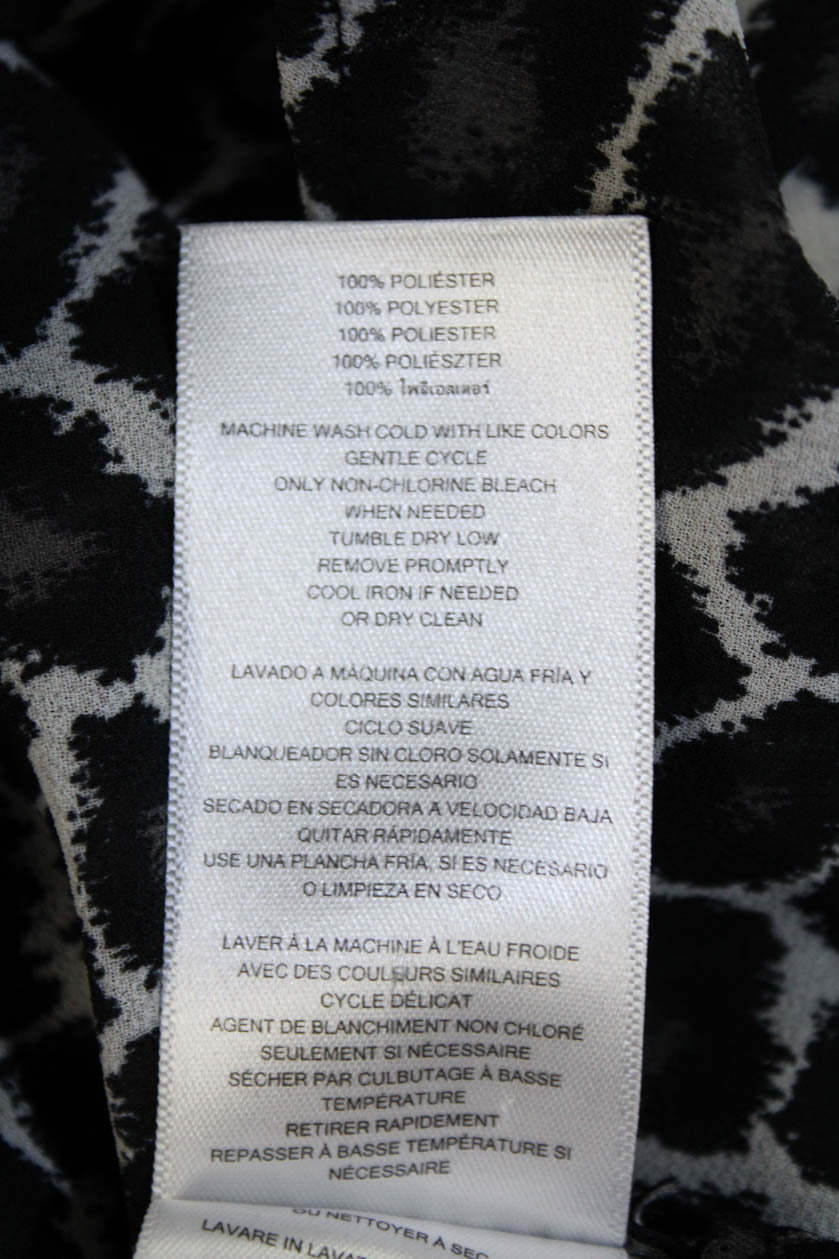 100% POLIÉSTER
100% POLYESTER
100% POLIESTER
100% POLIÉSZTER
100% โพลีเอสเตอร์
MACHINE WASH COLD WITH LIKE COLORS
GENTLE CYCLE
ONLY NON-CHLORINE BLEACH
WHEN NEEDED
TUMBLE DRY LOW
REMOVE PROMPTLY
COOL IRON IF NEEDED
OR DRY CLEAN
LAVADO A MÁQUINA CON AGUA FRÍA Y
COLORES SIMILARES
CICLO SUAVE
BLANQUEADOR SIN CLORO SOLAMENTE SI
ES NECESARIO
SECADO EN SECADORA A VELOCIDAD BAJA
QUITAR RÁPIDAMENTE
USE UNA PLANCHA FRÍA, SI ES NECESARIO
O LIMPIEZA EN SECO
LAVER À LA MACHINE À L'EAU FROIDE
AVEC DES COULEURS SIMILAIRES
CYCLE DÉLICAT
AGENT DE BLANCHIMENT NON CHLORÉ
SEULEMENT SI NÉCESSAIRE
SÉCHER PAR CULBUTAGE À BASSE
TEMPÉRATURE
RETIRER RAPIDEMENT
REPASSER À BASSE TEMPÉRATURE SI
NÉCESSAIRE
OU NETTOYER À SEC
LAVARE IN